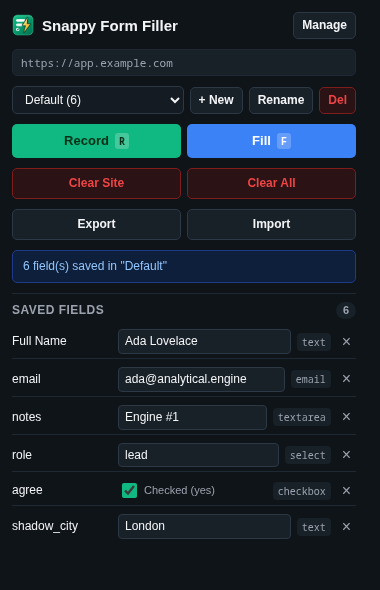 Snappy Form Filler
Manage
https://app.example.com
Default (6)
+ New
Rename
Del
Record R
Fill F
Clear Site
Clear All
Export
Import
6 field(s) saved in "Default"
SAVED FIELDS 6
Full Name Ada Lovelace text ×
email ada@analytical.engine email ×
notes Engine #1 textarea ×
role lead select ×
agree Checked (yes) checkbox ×
shadow_city London text ×